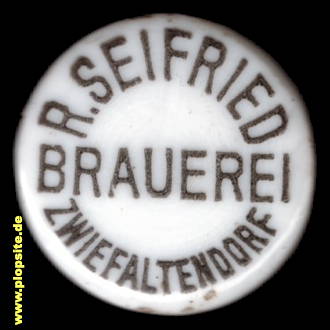 R. SEIFRIED
BRAUEREI
ZWIEFALTENDORF
www.plopsite.de